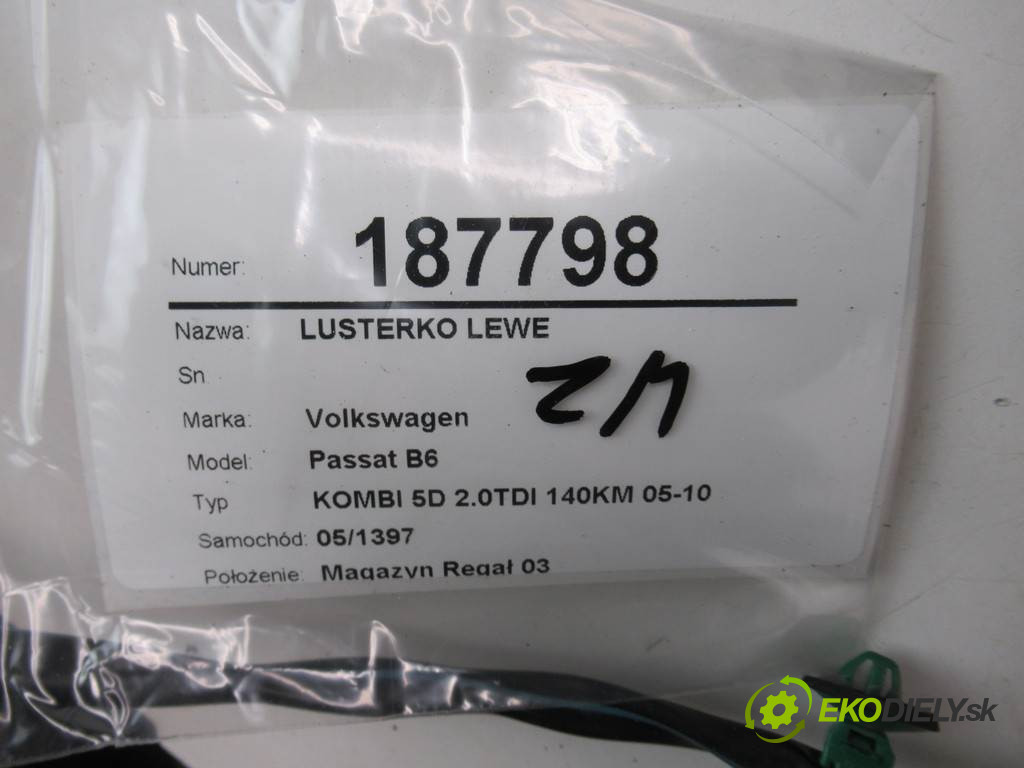 Numer: 187798
Nazwa: LUSTERKO LEWE
Sn
Marka: Volkswagen
Model: Passat B6
Typ KOMBI 5D 2.0TDI 140KM 05-10
Samochód: 05/1397
Położenie: Magazyn Regał 03
EKODIELY.sk